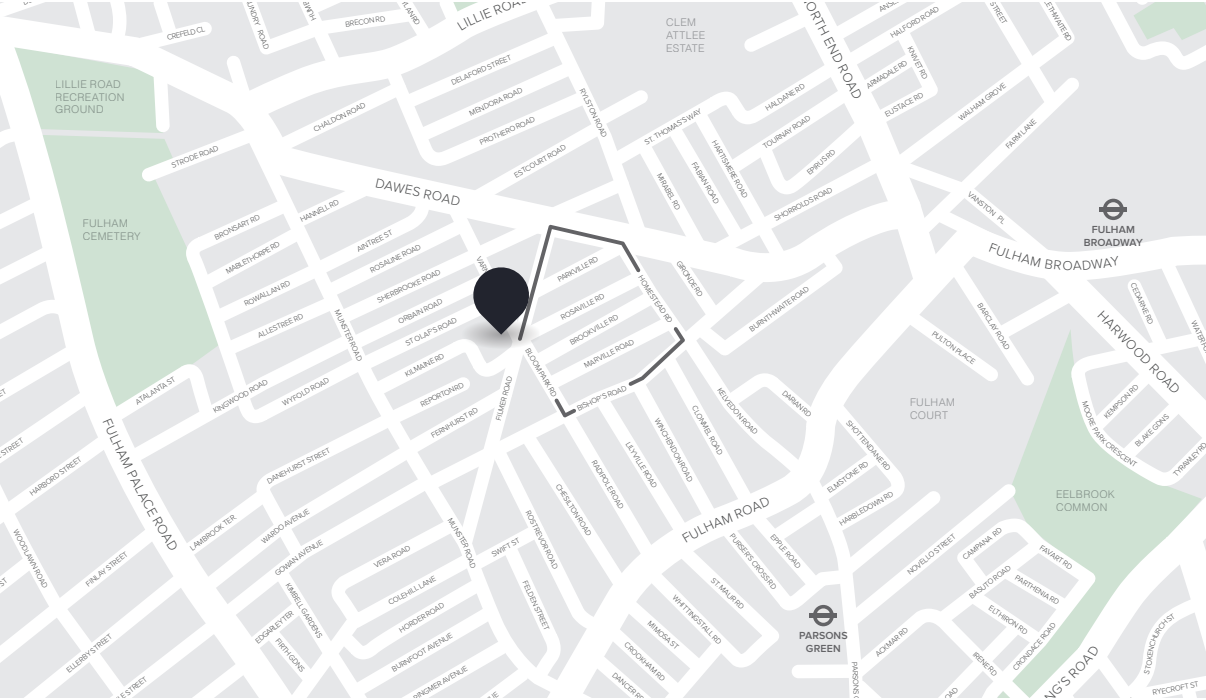 LILLIE ROAD
BRECON RD
CREFELD CL
CLEM
ATTLEE
ESTATE
NORTH END ROAD
HALFORD ROAD
KNIVET RD
ARMADALE RD
EUSTACE RD
WALHAM GROVE
FARM LANE
LILLIE ROAD
RECREATION
GROUND
DELAFORD STREET
MENDORA ROAD
PROTHERO ROAD
ESTCOURT ROAD
RYLSTON ROAD
CHALDON ROAD
STRODE ROAD
HALDANE RD
TOURNAY ROAD
EPIRUS RD
SHORROLDS ROAD
ST. THOMAS'S WAY
HARTISMERE ROAD
FABIAN ROAD
MIRABEL RD
DAWES ROAD
FULHAM
CEMETERY
BRONSART RD
HANNELL RD
MABLETHORPE RD
ROWALLAN RD
ALLESTREE RD
AINTREE ST
ROSALINE ROAD
SHERBROOKE ROAD
ORBAIN ROAD
ST OLAF'S ROAD
KILMAINE RD
REPORTON RD
FERNHURST RD
MUNSTER ROAD
PARKVILLE RD
ROSAVILLE RD
BROOKVILLE RD
MARVILLE ROAD
BISHOP'S ROAD
HOMESTEAD RD
GIRONDE RD
BURNTHWAITE ROAD
BLOOM PARK RD
FILMER ROAD
VANSTON PL
FULHAM
BROADWAY
FULHAM BROADWAY
CEDARNE RD
HARWOOD ROAD
BARCLAY ROAD
PULTON PLACE
FULHAM
COURT
DARLAN RD
KELVEDON ROAD
CLONMEL ROAD
WINCHENDON ROAD
LILYVILLE ROAD
RADIPOLE ROAD
CHESILTON ROAD
ROSTREVOR ROAD
FELDEN STREET
SWIFT ST
MUNSTER ROAD
ATALANTA ST
KINGWOOD ROAD
WYFOLD ROAD
DANEHURST STREET
FULHAM PALACE ROAD
HARBORD STREET
WOODLAWN ROAD
LAMBROOK TER.
WARDO AVENUE
GOWAN AVENUE
FINLAY STREET
ELLERBY STREET
KIMBELL GARDENS
EDGARLEY TER
FIRTH GDNS
VERA ROAD
COLEHILL LANE
HORDER ROAD
BURNFOOT AVENUE
FULHAM ROAD
SHOTTENDANE RD
ELMSTONE RD
HARBLEDOWN RD
PURSER'S CROSS RD
EPPLE ROAD
ST. MAUR RD
WHITTINGSTALL RD
MIMOSA ST
CROOKHAM RD
PARSONS
GREEN
KEMPSON RD
BLAKE GDNS
MOORE PARK CRESCENT
TYRAWLEY RD
EELBROOK
COMMON
NOVELLO STREET
CAMPANA RD
FAVART RD
BASUTO ROAD
PARTHENIA RD
ELTHIRON RD
CRONDACE ROAD
IRENE RD
ACKMAR RD
STOKENCHURCH ST
RYECROFT ST